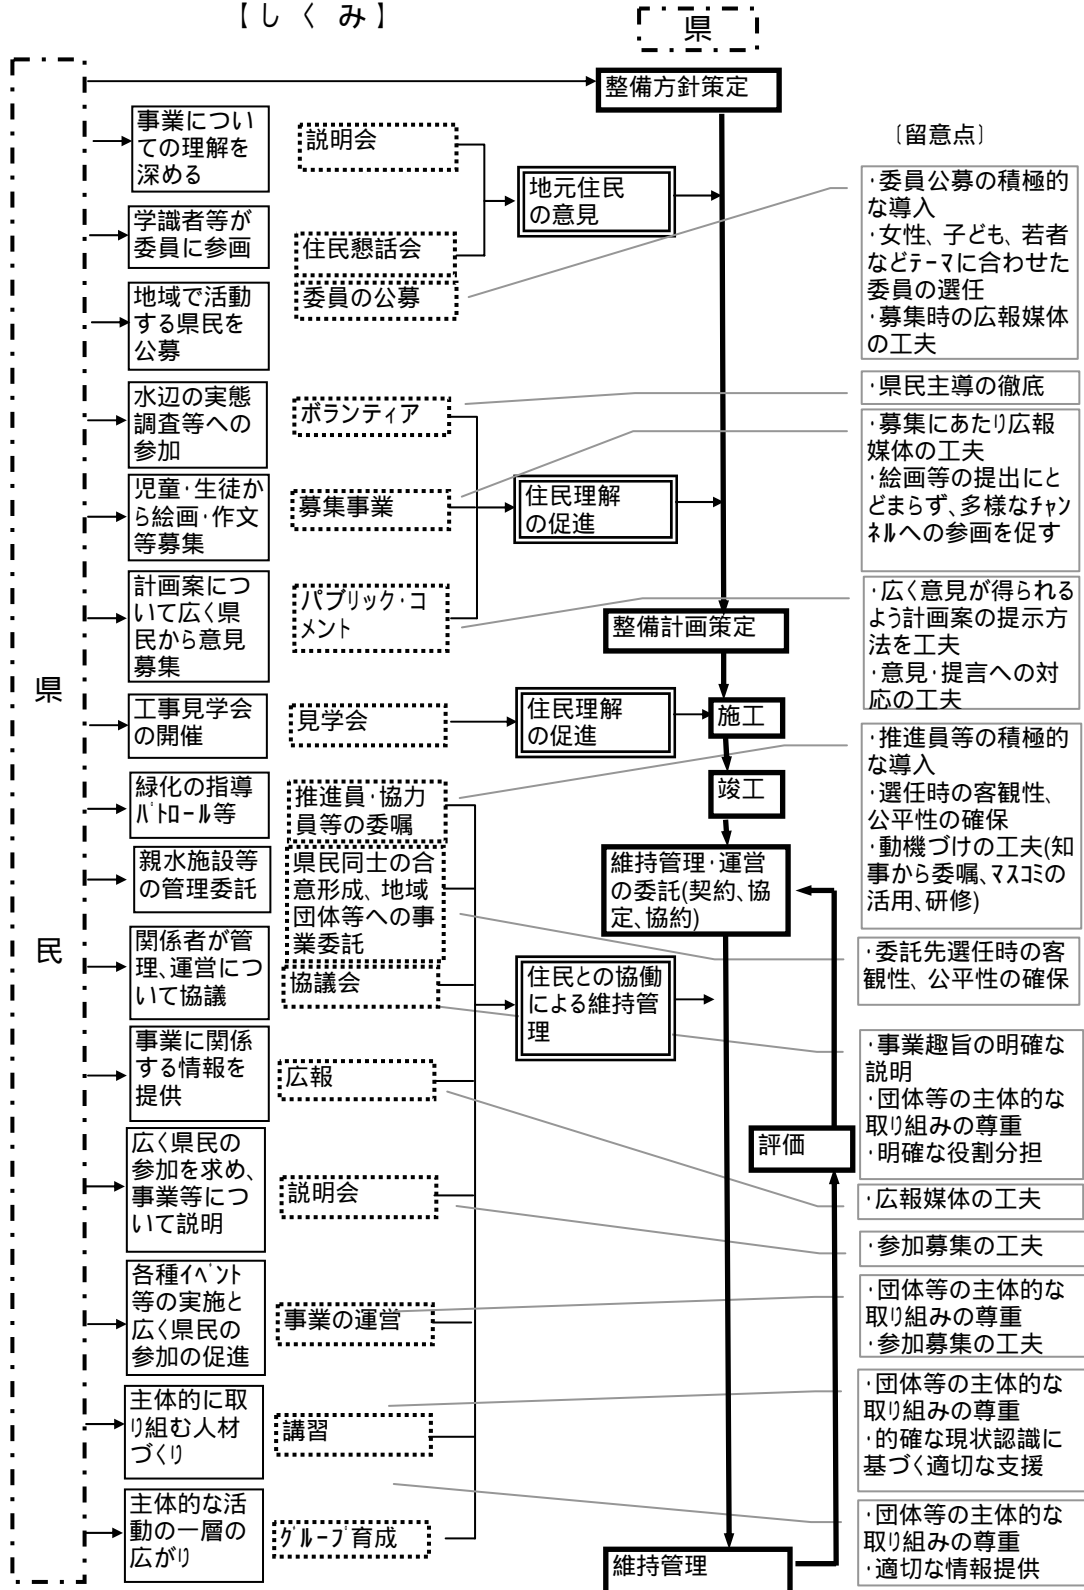 【しくみ】
県
県
民
整備方針策定
事業につい
ての理解を
深める
説明会
地元住民
の意見
学識者等が
委員に参画
住民懇話会
委員の公募
地域で活動
する県民を
公募
水辺の実態
調査等への
参加
ボランティア
児童・生徒か
ら絵画・作文
等募集
募集事業
住民理解
の促進
計画案につ
いて広く県
民から意見
募集
パブリック・コ
メント
整備計画策定
工事見学会
の開催
見学会
住民理解
の促進
施工
竣工
緑化の指導
パトロール等
推進員・協力
員等の委嘱
親水施設等
の管理委託
県民同士の合
意形成、地域
団体等への事
業委託
維持管理・運営
の委託(契約、協
定、協約)
関係者が管
理、運営につ
いて協議
協議会
住民との協働
による維持管
理
事業に関係
する情報を
提供
広報
評価
広く県民の
参加を求め、
事業等につ
いて説明
説明会
各種イベント
等の実施と
広く県民の
参加の促進
事業の運営
主体的に取
り組む人材
づくり
講習
主体的な活
動の一層の
広がり
グループ育成
維持管理
〔留意点〕
・委員公募の積極的
な導入
・女性、子ども、若者
などテーマに合わせた
委員の選任
・募集時の広報媒体
の工夫
・県民主導の徹底
・募集にあたり広報
媒体の工夫
・絵画等の提出にと
どまらず、多様なチャン
ネルへの参画を促す
・広く意見が得られる
よう計画案の提示方
法を工夫
・意見・提言への対
応の工夫
・推進員等の積極的
な導入
・選任時の客観性、
公平性の確保
・動機づけの工夫(知
事から委嘱、マスコミの
活用、研修)
・委託先選任時の客
観性、公平性の確保
・事業趣旨の明確な
説明
・団体等の主体的な
取り組みの尊重
・明確な役割分担
・広報媒体の工夫
・参加募集の工夫
・団体等の主体的な
取り組みの尊重
・参加募集の工夫
・団体等の主体的な
取り組みの尊重
・的確な現状認識に
基づく適切な支援
・団体等の主体的な
取り組みの尊重
・適切な情報提供